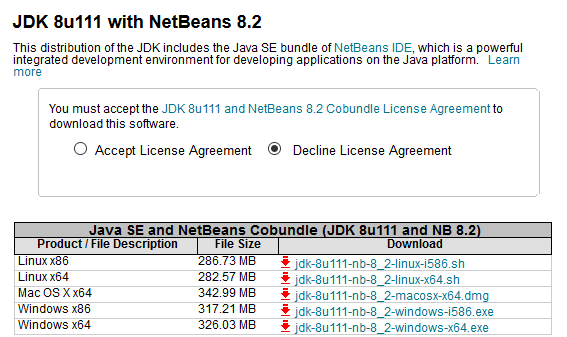 JDK 8u111 with NetBeans 8.2
This distribution of the JDK includes the Java SE bundle of NetBeans IDE, which is a powerful
integrated development environment for developing applications on the Java platform. Learn
more
You must accept the JDK 8u111 and NetBeans 8.2 Cobundle License Agreement to
download this software.
Accept License Agreement Decline License Agreement
Java SE and NetBeans Cobundle (JDK 8u111 and NB 8.2)
Product / File Description File Size Download
Linux x86 286.73 MB jdk-8u111-nb-8_2-linux-i586.sh
Linux x64 282.57 MB jdk-8u111-nb-8_2-linux-x64.sh
Mac OS X x64 342.99 MB jdk-8u111-nb-8_2-macosx-x64.dmg
Windows x86 317.21 MB jdk-8u111-nb-8_2-windows-i586.exe
Windows x64 326.03 MB jdk-8u111-nb-8_2-windows-x64.exe